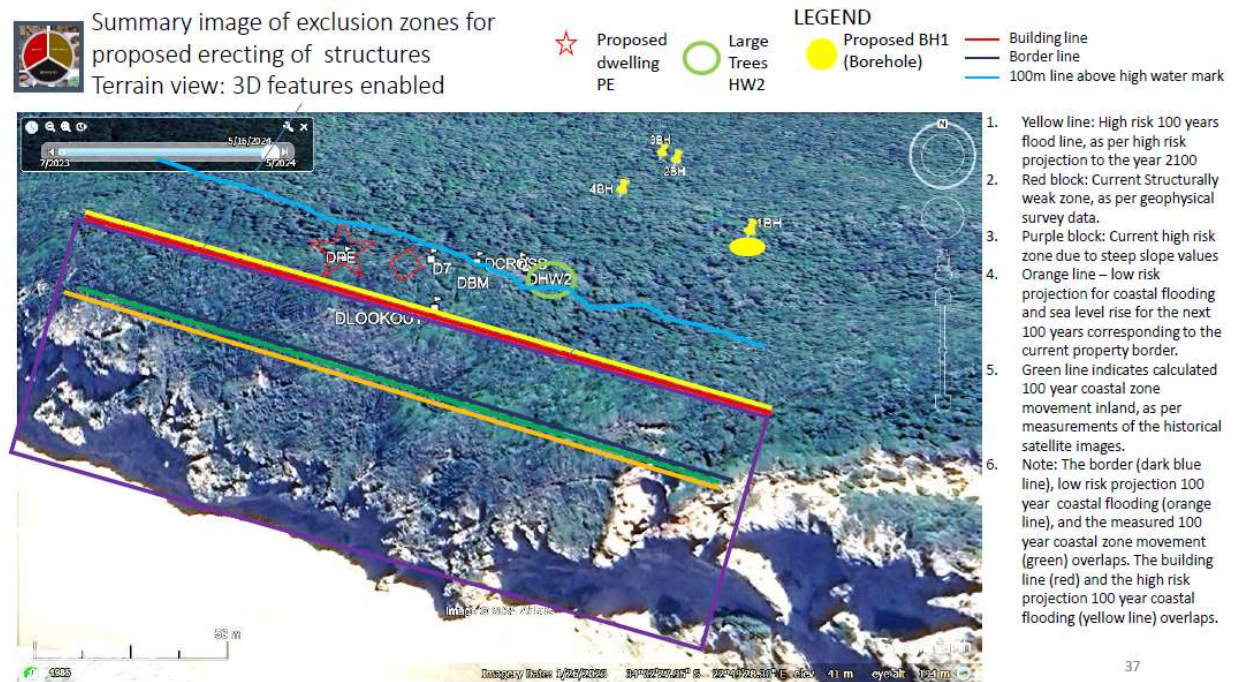 Summary image of exclusion zones for
proposed erecting of structures
Terrain view: 3D features enabled
LEGEND
Proposed
dwelling
PE
Large
Trees
HW2
Proposed BH1
(Borehole)
Building line
Border line
100m line above high water mark
5/16/2024
7/2023
5/2024
N
3BH
2BH
4BH
1BH
DPE
D7
DCROSS
DBM
DHW2
DLOOKOUT
1. Yellow line: High risk 100 years
flood line, as per high risk
projection to the year 2100
2. Red block: Current Structurally
weak zone, as per geophysical
survey data.
3. Purple block: Current high risk
zone due to steep slope values
4. Orange line – low risk
projection for coastal flooding
and sea level rise for the next
100 years corresponding to the
current property border.
5. Green line indicates calculated
100 year coastal zone
movement inland, as per
measurements of the historical
satellite images.
6. Note: The border (dark blue
line), low risk projection 100
year coastal flooding (orange
line), and the measured 100
year coastal zone movement
(green) overlaps. The building
line (red) and the high risk
projection 100 year coastal
flooding (yellow line) overlaps.
1985
Imagery Date: 1/26/2023
41 m
eye alt
37